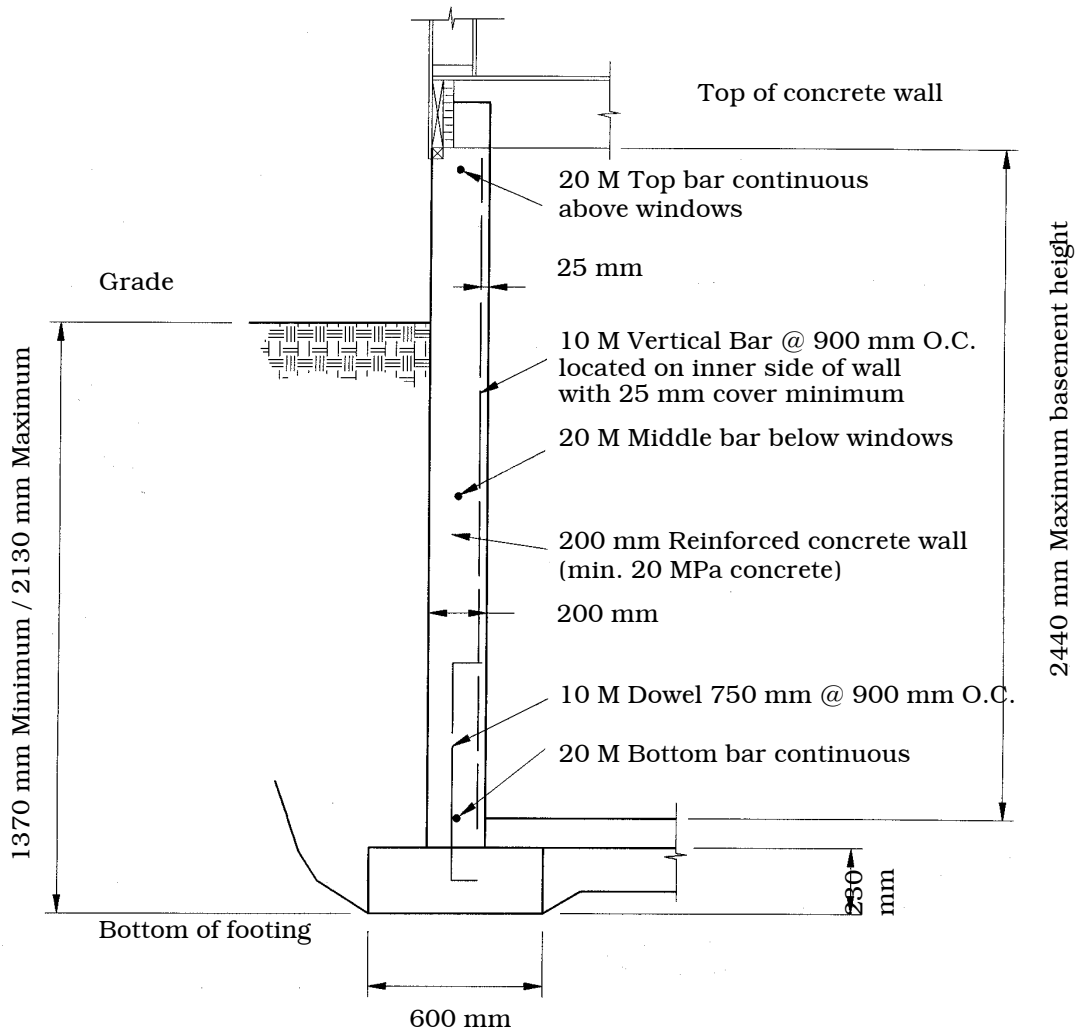 Top of concrete wall
20 M Top bar continuous
above windows
25 mm
Grade
10 M Vertical Bar @ 900 mm O.C.
located on inner side of wall
with 25 mm cover minimum
20 M Middle bar below windows
200 mm Reinforced concrete wall
(min. 20 MPa concrete)
200 mm
10 M Dowel 750 mm @ 900 mm O.C.
20 M Bottom bar continuous
1370 mm Minimum / 2130 mm Maximum
2440 mm Maximum basement height
230
mm
Bottom of footing
600 mm